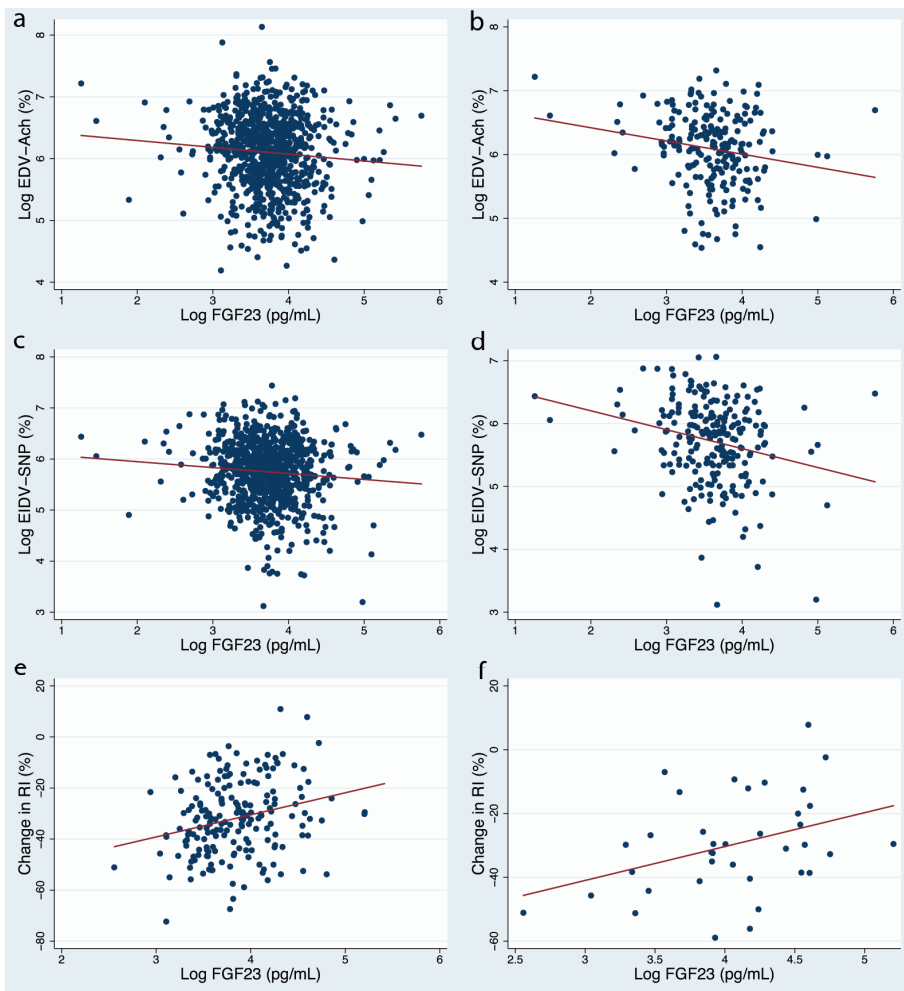 a
Log EDV-Ach (%)
8
7
6
5
4
1 2 3 4 5 6
Log FGF23 (pg/mL)
b
Log EDV-Ach (%)
8
7
6
5
4
1 2 3 4 5 6
Log FGF23 (pg/mL)
c
Log EIDV-SNP (%)
8
7
6
5
4
3
1 2 3 4 5 6
Log FGF23 (pg/mL)
d
Log EIDV-SNP (%)
7
6
5
4
3
1 2 3 4 5 6
Log FGF23 (pg/mL)
e
Change in RI (%)
20
0
-20
-40
-60
-80
2 3 4 5 6
Log FGF23 (pg/mL)
f
Change in RI (%)
20
0
-20
-40
-60
2.5 3 3.5 4 4.5 5
Log FGF23 (pg/mL)